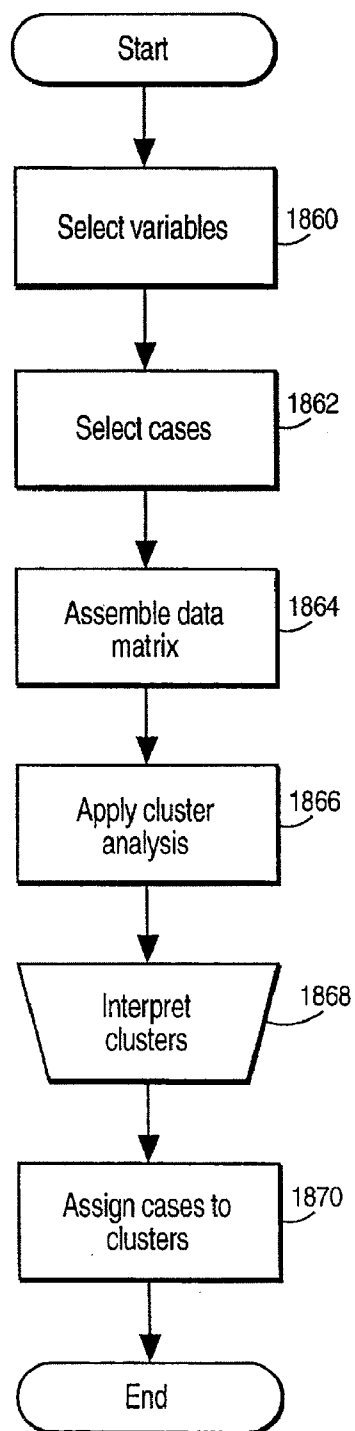 Start
Select variables
1860
Select cases
1862
Assemble data
matrix
1864
Apply cluster
analysis
1866
Interpret
clusters
1868
Assign cases to
clusters
1870
End